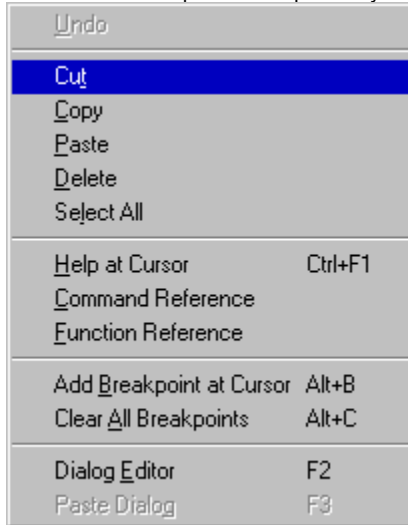 Undo
Cut
Copy
Paste
Delete
Select All
Help at Cursor Ctrl+F1
Command Reference
Function Reference
Add Breakpoint at Cursor Alt+B
Clear All Breakpoints Alt+C
Dialog Editor F2
Paste Dialog F3